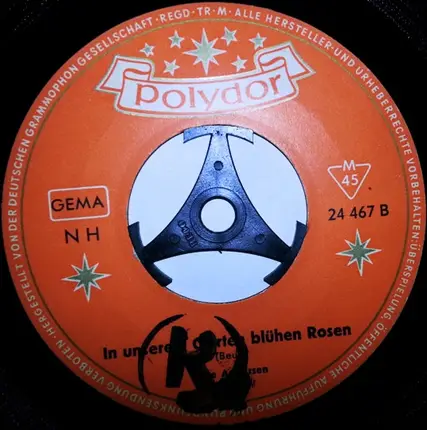 REGD·TR·M·ALLE HERSTELLER-UND URHEBERRECHTE VORBEHALTEN·ÜBERSPIELUNG, ÖFFENTLICHE AUFFÜHRUNG UND RUNDFUNKSENDUNG VERBOTEN·HERGESTELLT VON DER DEUTSCHEN GRAMMOPHON GESELLSCHAFT·
polydor
GEMA
NH
M
45
24 467 B
In unserem Garten blühen Rosen